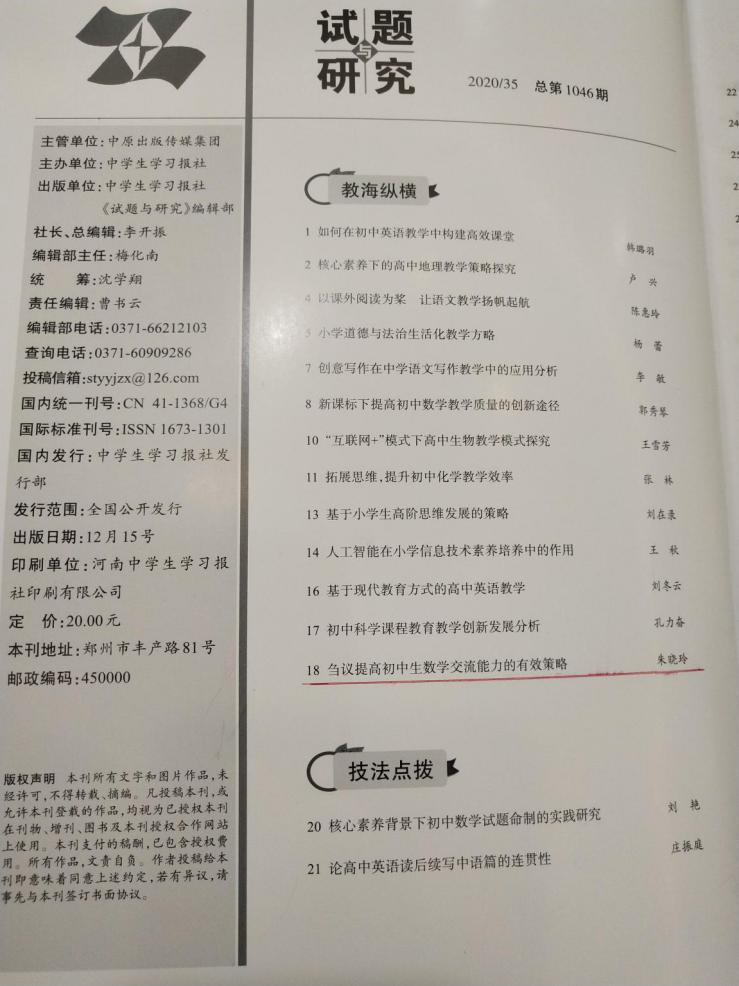 试题
与
研究
2020/35 总第1046期
主管单位:中原出版传媒集团
主办单位:中学生学习报社
出版单位:中学生学习报社
《试题与研究》编辑部
社长、总编辑:李开振
编辑部主任:梅化南
统 筹:沈学翔
责任编辑:曹书云
编辑部电话:0371-66212103
查询电话:0371-60909286
投稿信箱:styyjzx@126.com
国内统一刊号:CN 41-1368/G4
国际标准刊号:ISSN 1673-1301
国内发行:中学生学习报社发
行部
发行范围:全国公开发行
出版日期:12月15号
印刷单位:河南中学生学习报
社印刷有限公司
定 价:20.00元
本刊地址:郑州市丰产路81号
邮政编码:450000
版权声明 本刊所有文字和图片作品,未
经许可,不得转载、摘编。凡投稿本刊,或
允许本刊登载的作品,均视为已授权本刊
在刊物、增刊、图书及本刊授权合作网站
上使用。本刊支付的稿酬,已包含授权费
用。所有作品,文责自负。作者投稿给本
刊即意味着同意上述约定,若有异议,请
事先与本刊签订书面协议。
教海纵横
1 如何在初中英语教学中构建高效课堂 韩璐羽
2 核心素养下的高中地理教学策略探究 卢 兴
4 以课外阅读为桨 让语文教学扬帆起航 陈惠玲
5 小学道德与法治生活化教学方略 杨 蕾
7 创意写作在中学语文写作教学中的应用分析 李 敏
8 新课标下提高初中数学教学质量的创新途径 郭秀琴
10 “互联网+”模式下高中生物教学模式探究 王雪芳
11 拓展思维,提升初中化学教学效率 张 林
13 基于小学生高阶思维发展的策略 刘在录
14 人工智能在小学信息技术素养培养中的作用 王 秋
16 基于现代教育方式的高中英语教学 刘冬云
17 初中科学课程教育教学创新发展分析 孔力奋
18 刍议提高初中生数学交流能力的有效策略 朱晓玲
技法点拨
20 核心素养背景下初中数学试题命制的实践研究 刘 艳
21 论高中英语读后续写中语篇的连贯性 庄振庭
22
24